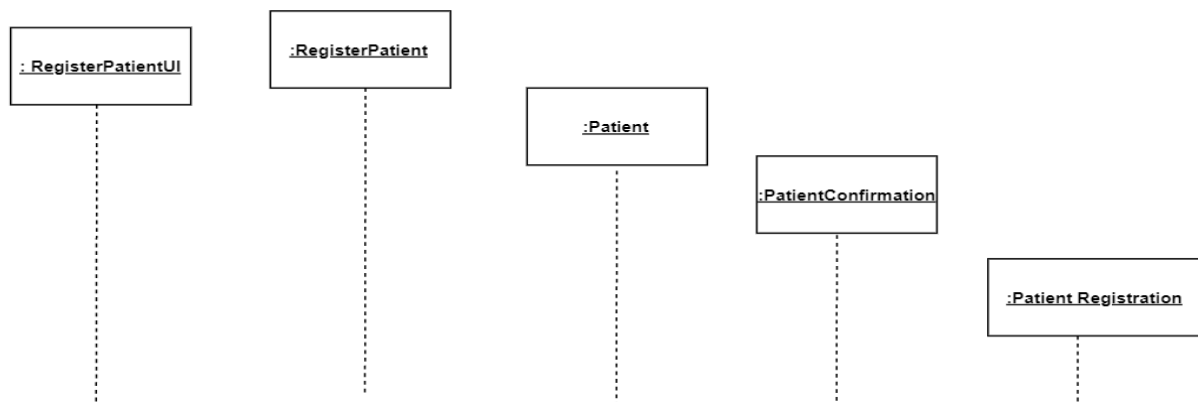 : RegisterPatientUI
:RegisterPatient
:Patient
:PatientConfirmation
:Patient Registration